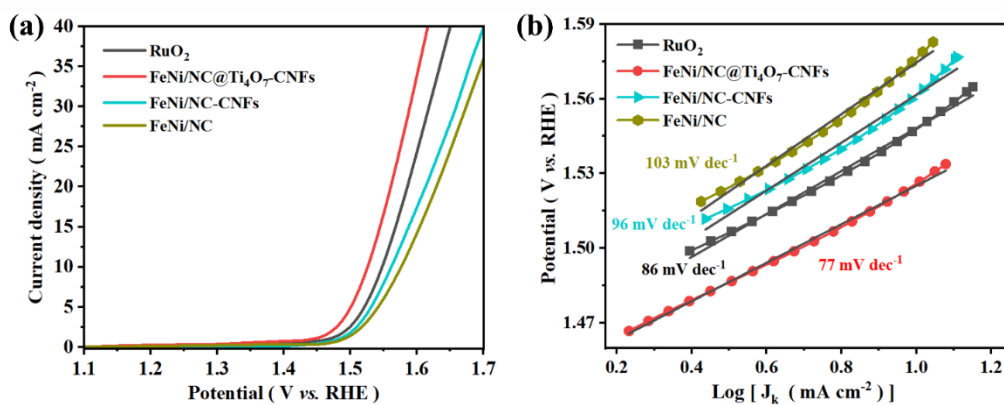 (a)
RuO₂
FeNi/NC@Ti₄O₇-CNFs
FeNi/NC-CNFs
FeNi/NC
Current density ( mA cm⁻² )
40
35
30
25
20
15
10
5
0
1.1 1.2 1.3 1.4 1.5 1.6 1.7
Potential ( V vs. RHE )
(b)
RuO₂
FeNi/NC@Ti₄O₇-CNFs
FeNi/NC-CNFs
FeNi/NC
103 mV dec⁻¹
96 mV dec⁻¹
86 mV dec⁻¹
77 mV dec⁻¹
Potential ( V vs. RHE )
1.59
1.56
1.53
1.50
1.47
0.2 0.4 0.6 0.8 1.0 1.2
Log [ Jₖ ( mA cm⁻² )